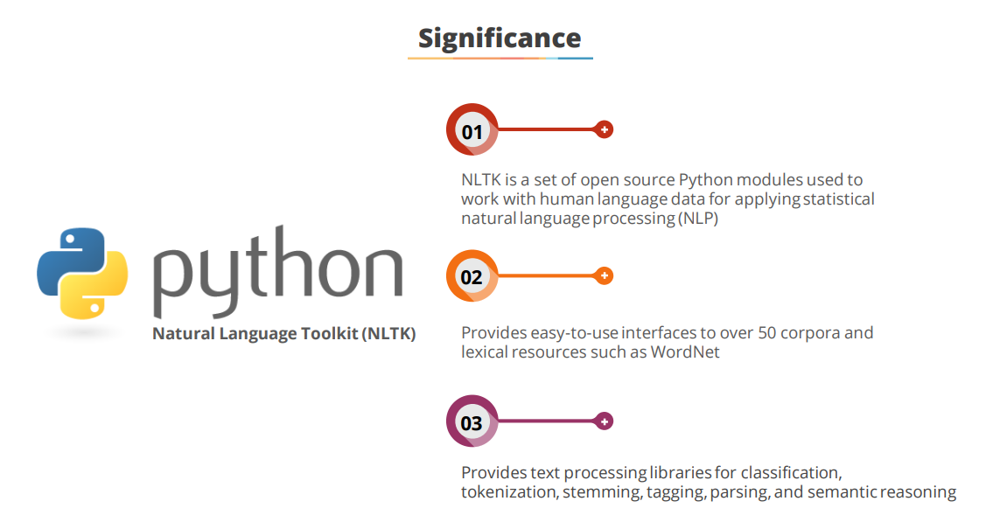 Significance
01
NLTK is a set of open source Python modules used to
work with human language data for applying statistical
natural language processing (NLP)
python
Natural Language Toolkit (NLTK)
02
Provides easy-to-use interfaces to over 50 corpora and
lexical resources such as WordNet
03
Provides text processing libraries for classification,
tokenization, stemming, tagging, parsing, and semantic reasoning